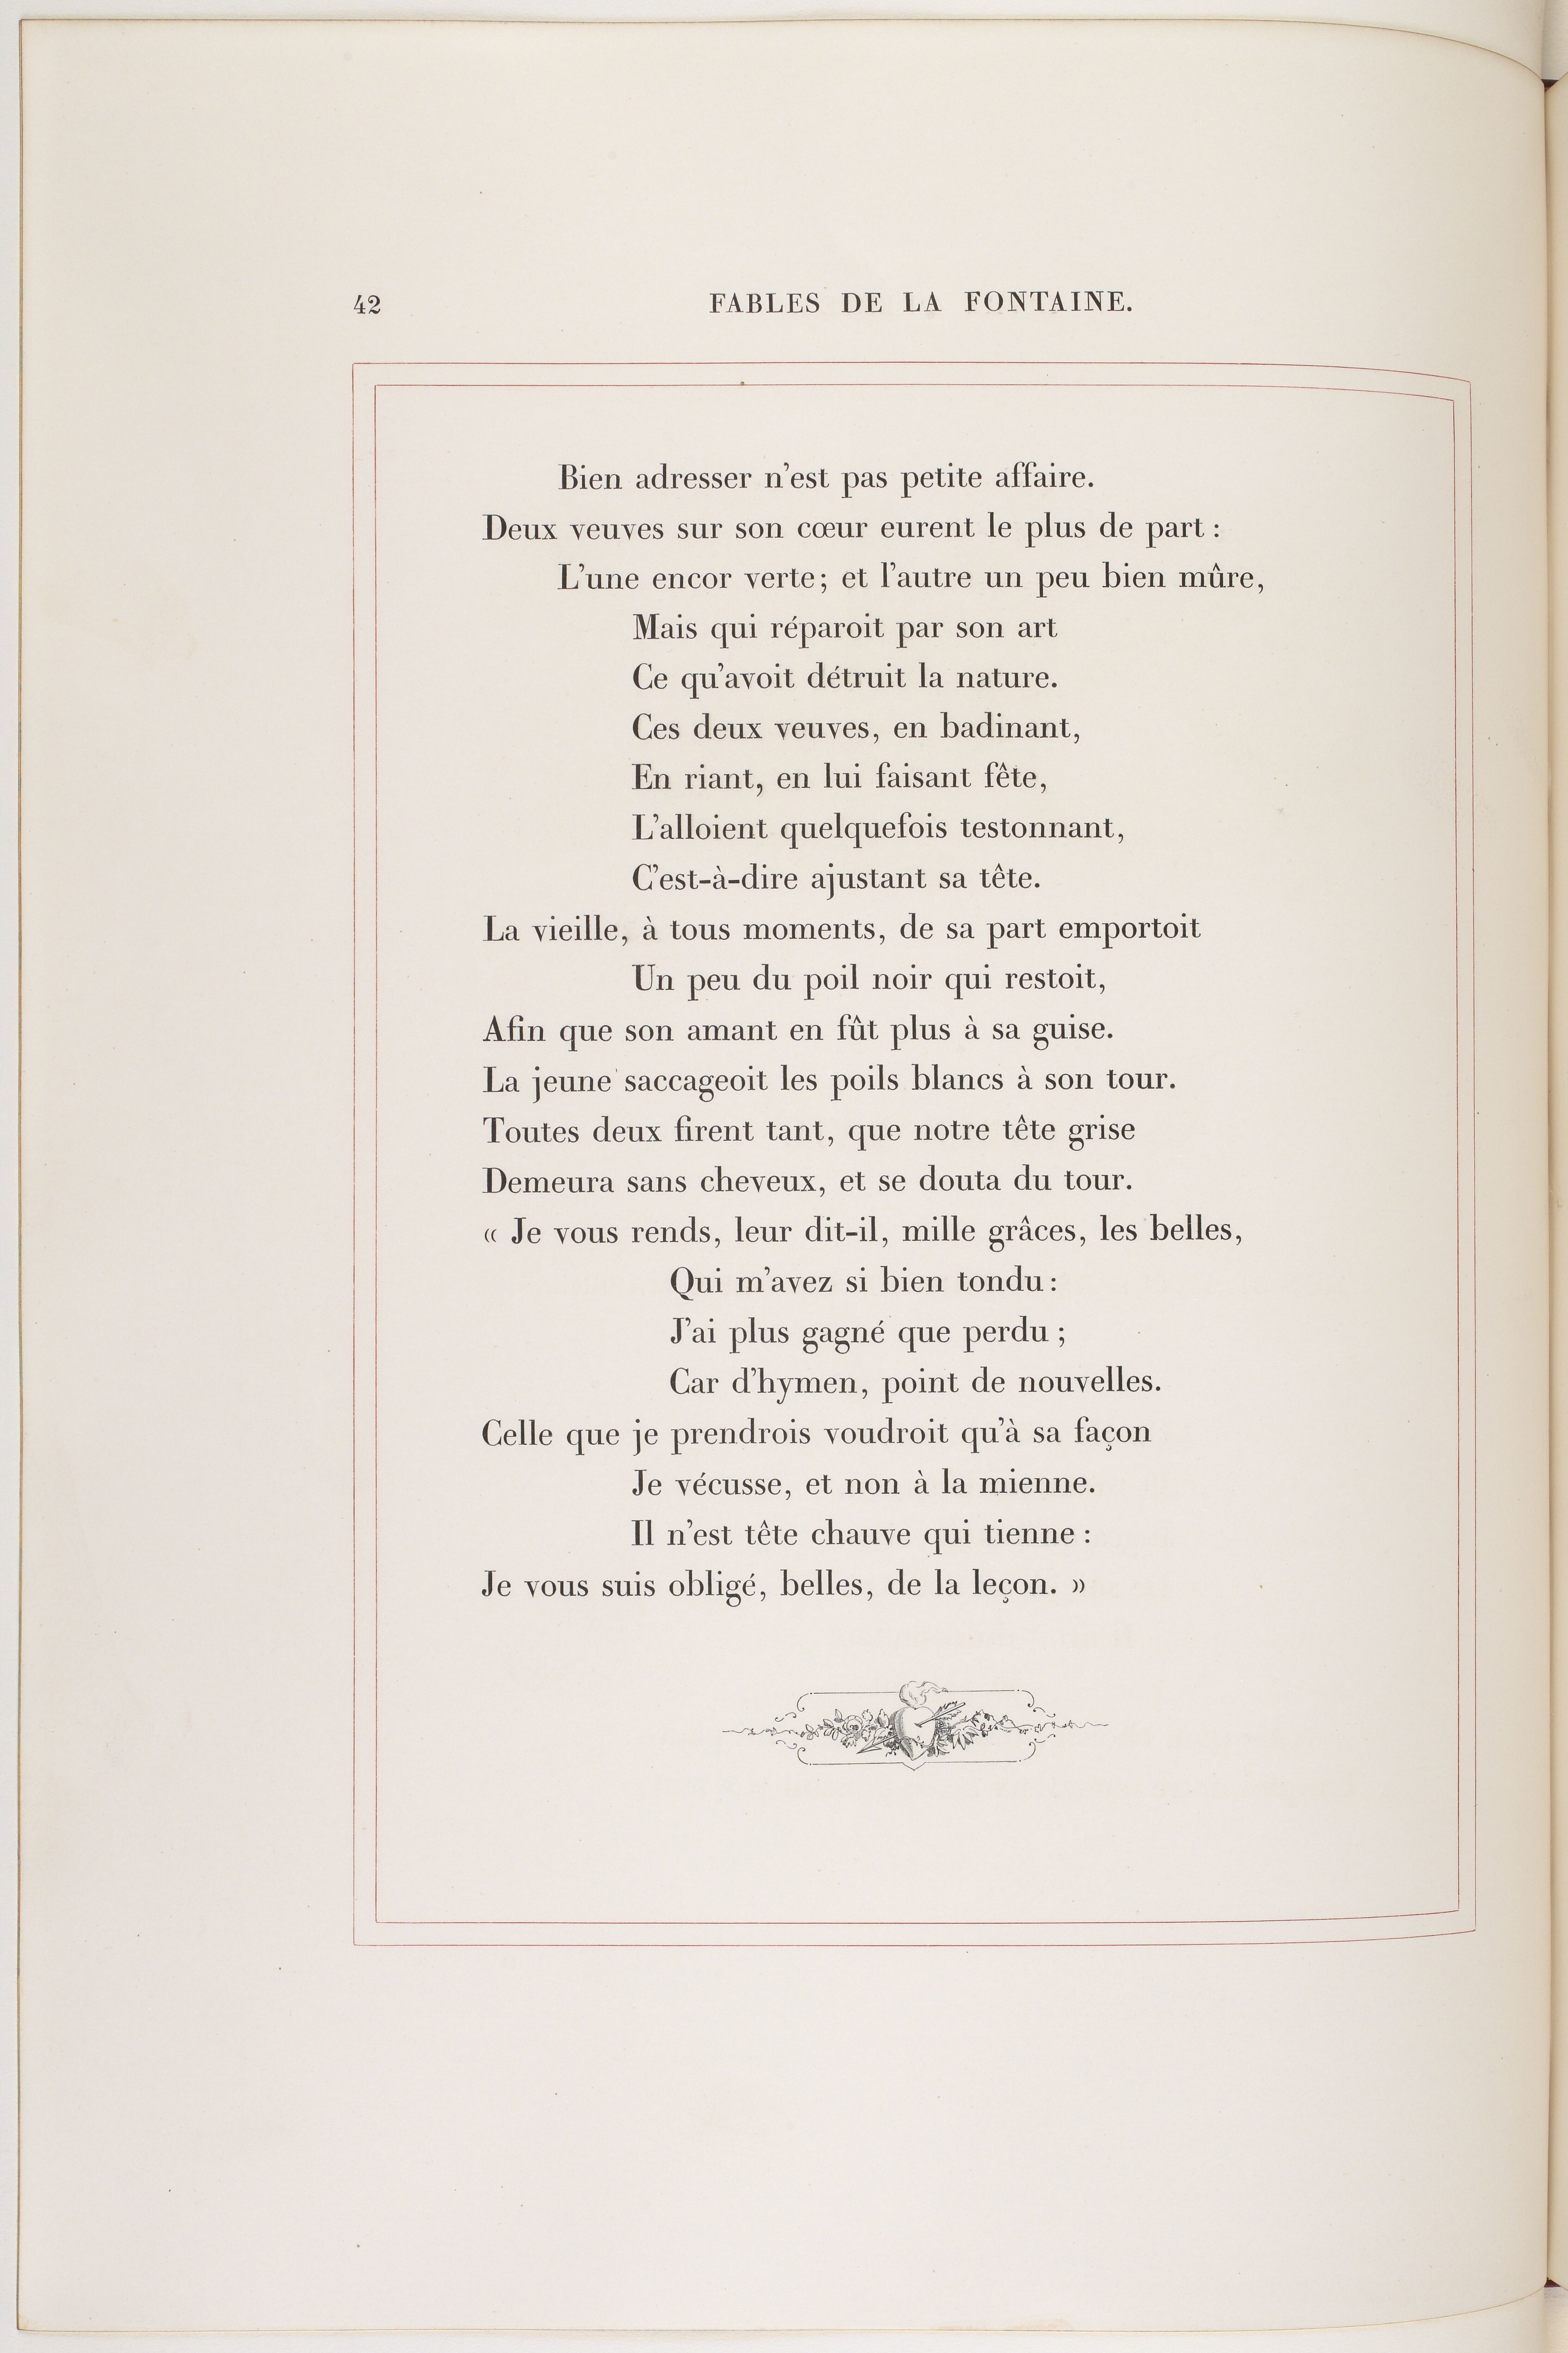 42
FABLES DE LA FONTAINE.
Bien adresser n'est pas petite affaire.
Deux veuves sur son cœur eurent le plus de part :
L'une encor verte; et l'autre un peu bien mûre,
Mais qui réparoit par son art
Ce qu'avoit détruit la nature.
Ces deux veuves, en badinant,
En riant, en lui faisant fête,
L'alloient quelquefois testonnant,
C'est-à-dire ajustant sa tête.
La vieille, à tous moments, de sa part emportoit
Un peu du poil noir qui restoit,
Afin que son amant en fût plus à sa guise.
La jeune saccageoit les poils blancs à son tour.
Toutes deux firent tant, que notre tête grise
Demeura sans cheveux, et se douta du tour.
« Je vous rends, leur dit-il, mille grâces, les belles,
Qui m'avez si bien tondu :
J'ai plus gagné que perdu ;
Car d'hymen, point de nouvelles.
Celle que je prendrois voudroit qu'à sa façon
Je vécusse, et non à la mienne.
Il n'est tête chauve qui tienne :
Je vous suis obligé, belles, de la leçon. »